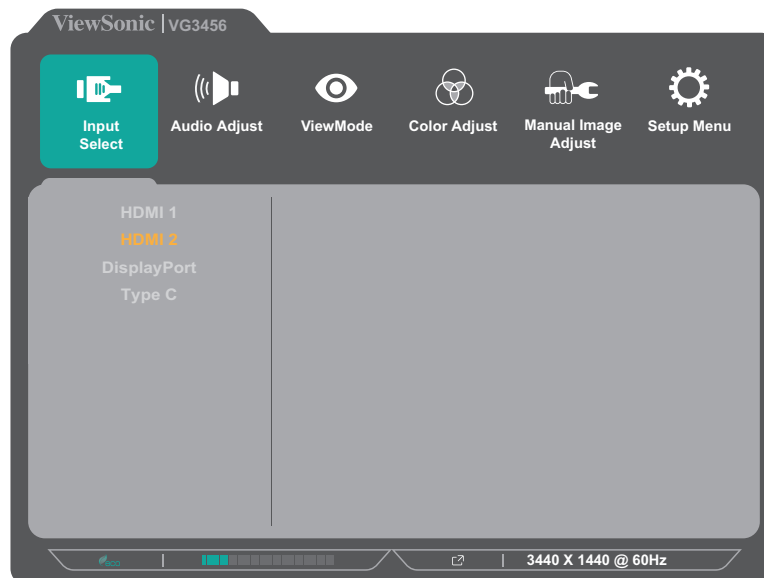 ViewSonic | VG3456
Input
Select
Audio Adjust
ViewMode
Color Adjust
Manual Image
Adjust
Setup Menu
HDMI 1
HDMI 2
DisplayPort
Type C
eco
3440 X 1440 @ 60Hz